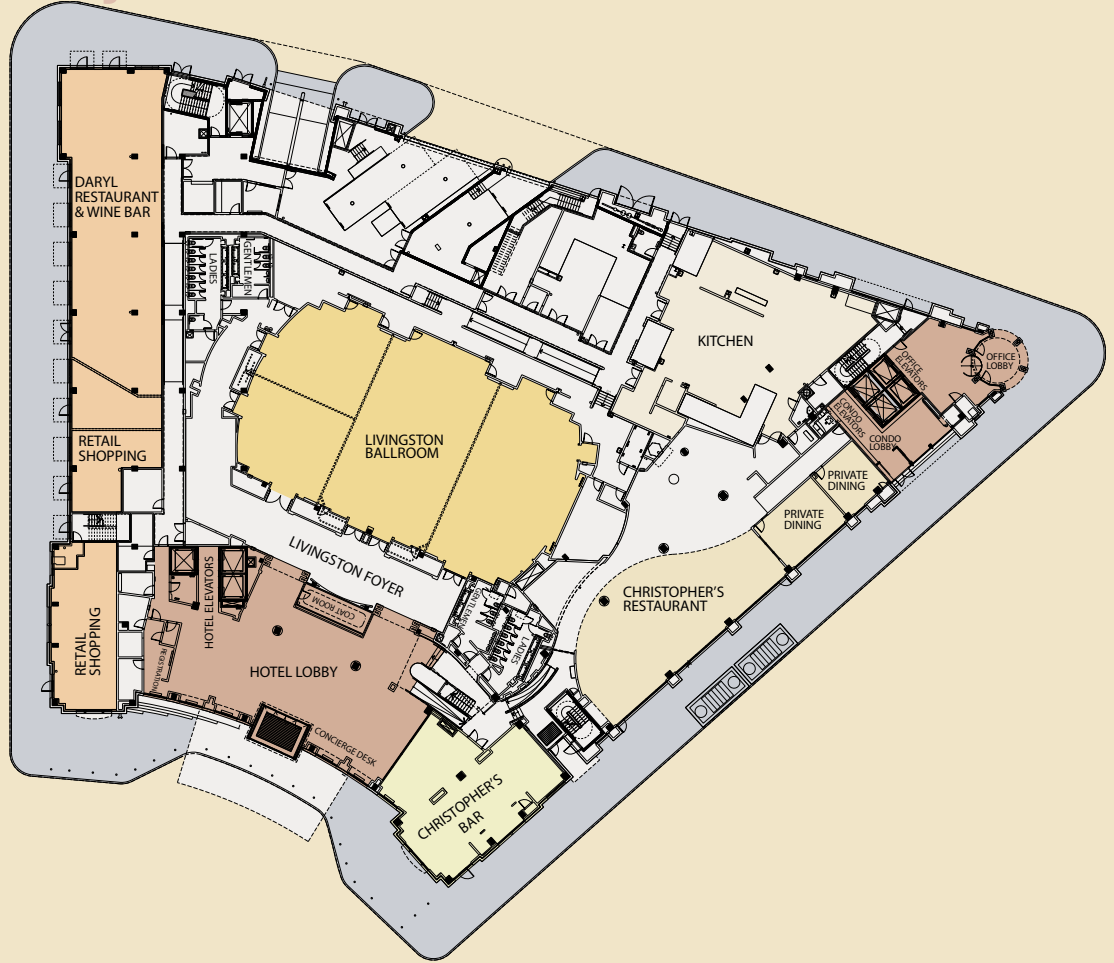 DARYL
RESTAURANT
& WINE BAR
LADIES
GENTLEMEN
KITCHEN
OFFICE
ELEVATORS
OFFICE
LOBBY
CONDO
ELEVATORS
CONDO
LOBBY
LIVINGSTON
BALLROOM
RETAIL
SHOPPING
PRIVATE
DINING
PRIVATE
DINING
LIVINGSTON FOYER
HOTEL ELEVATORS
COAT ROOM
GENTLEMEN
LADIES
CHRISTOPHER'S
RESTAURANT
RETAIL
SHOPPING
REGISTRATION
HOTEL LOBBY
CONCIERGE DESK
CHRISTOPHER'S
BAR